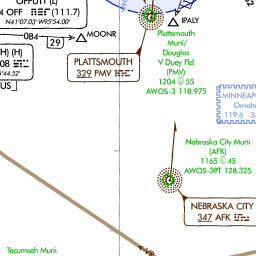 OFFUTT (L)
OFF (111.7)
N41°07.03' W95°54.00'
084
29
MOONR
(H) (H)
08
°44.52'
US
IPALY
PLATTSMOUTH
329 PMV
Plattsmouth
Muni/
Douglas
V Duey Fld
(PMV)
1204 Ⓛ 55
AWOS-3 118.975
MINNEAP
Omaha
119.6
Nebraska City Muni
(AFK)
1165 Ⓛ 45
AWOS-3PT 128.325
NEBRASKA CITY
347 AFK
Tecumseh Muni